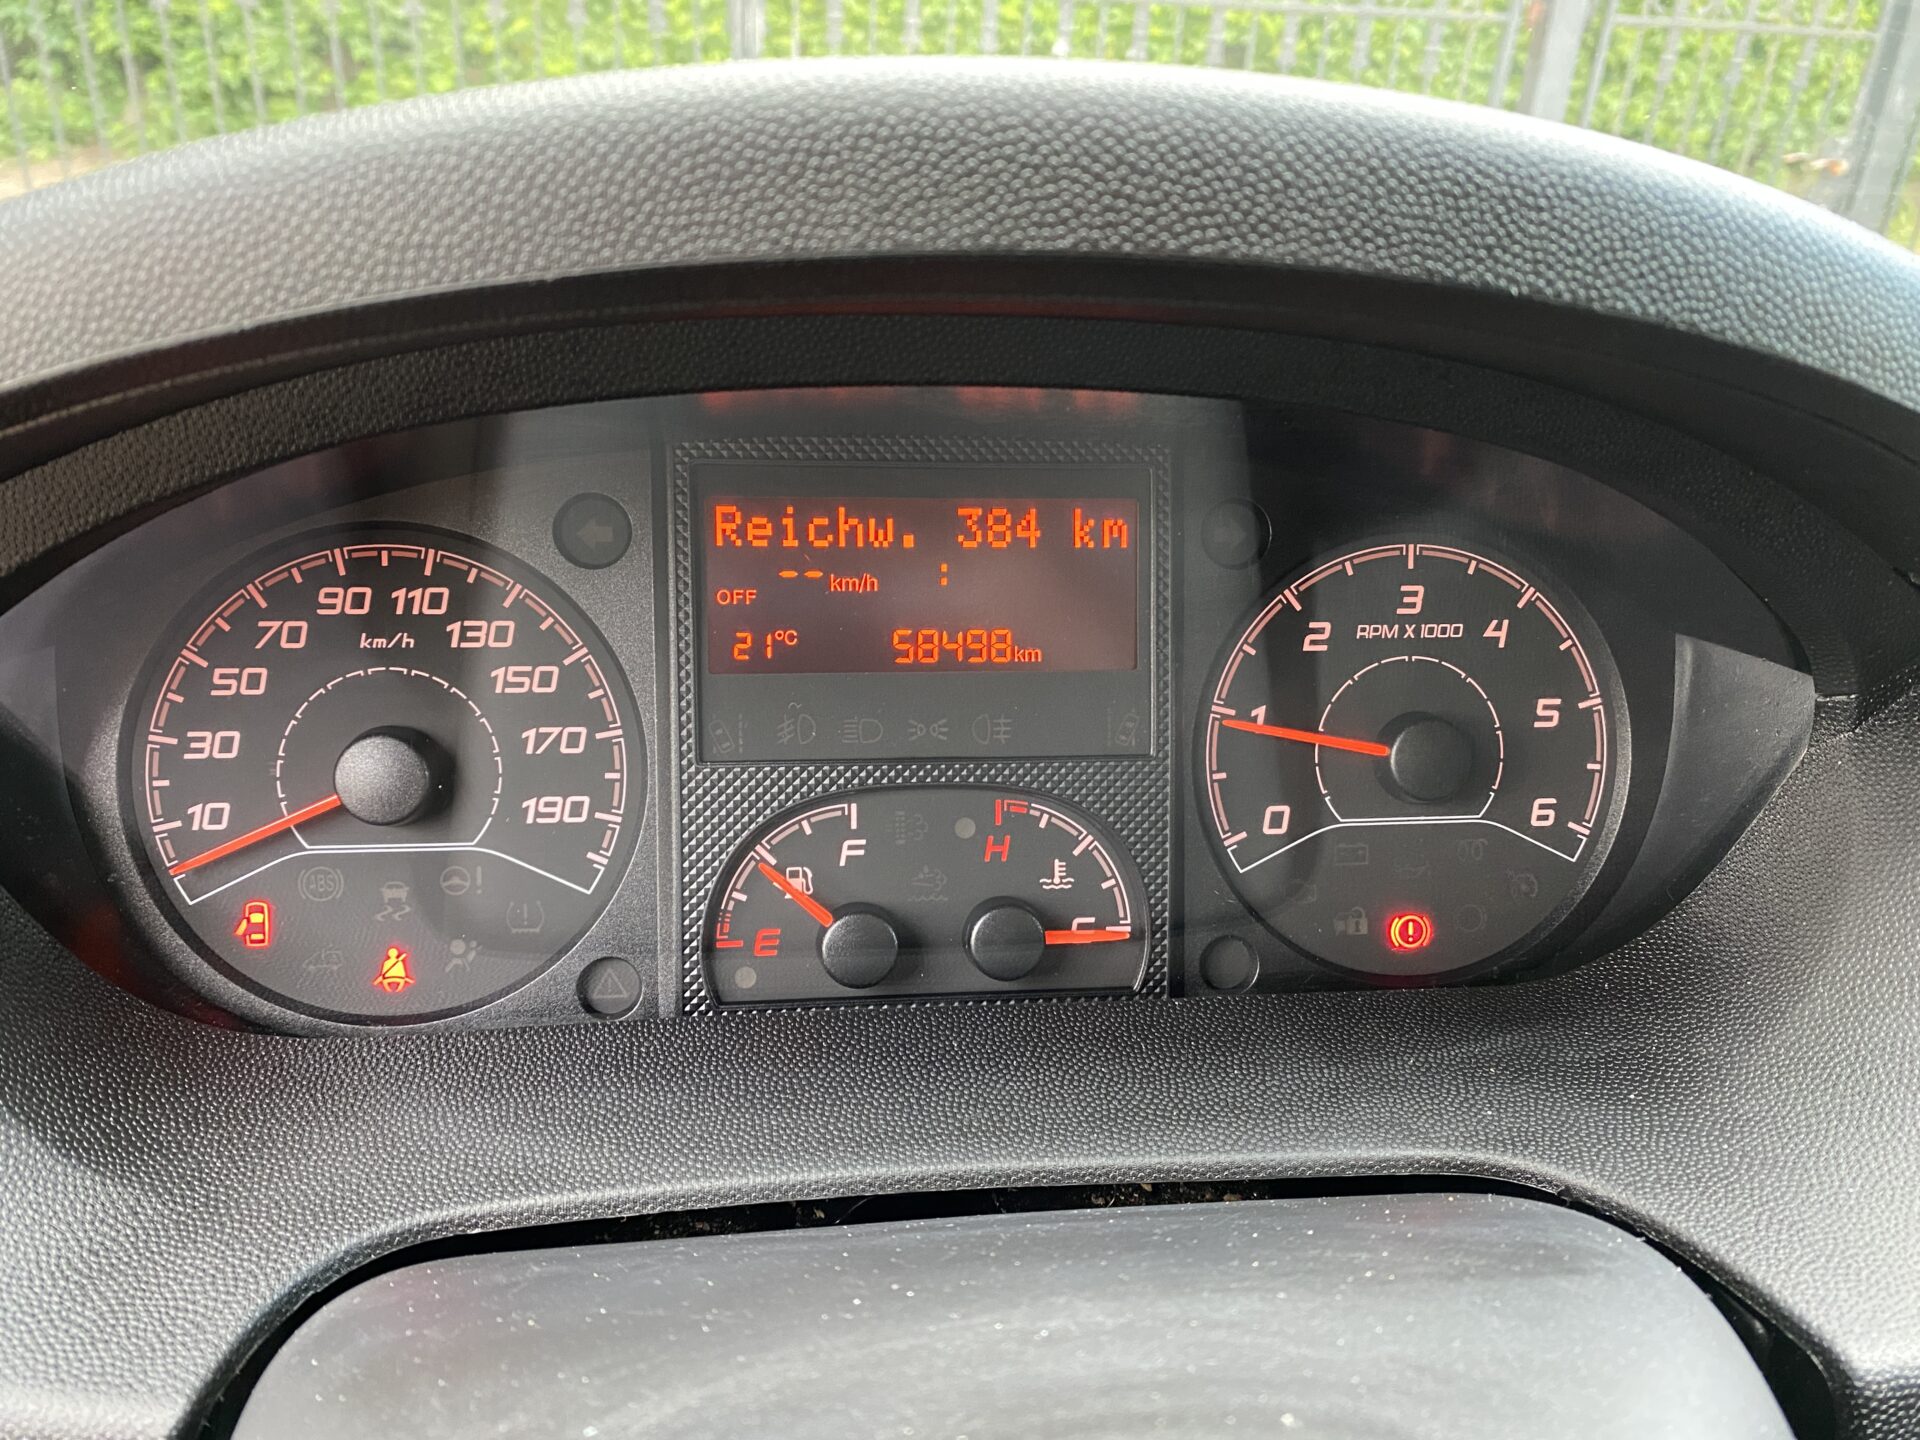 Reichw. 384 km
-- km/h :
OFF
21°C 58498km
10 30 50 70 90 110 130 150 170 190
km/h
ABS
E F
H C
0 1 2 3 4 5 6
RPM X 1000